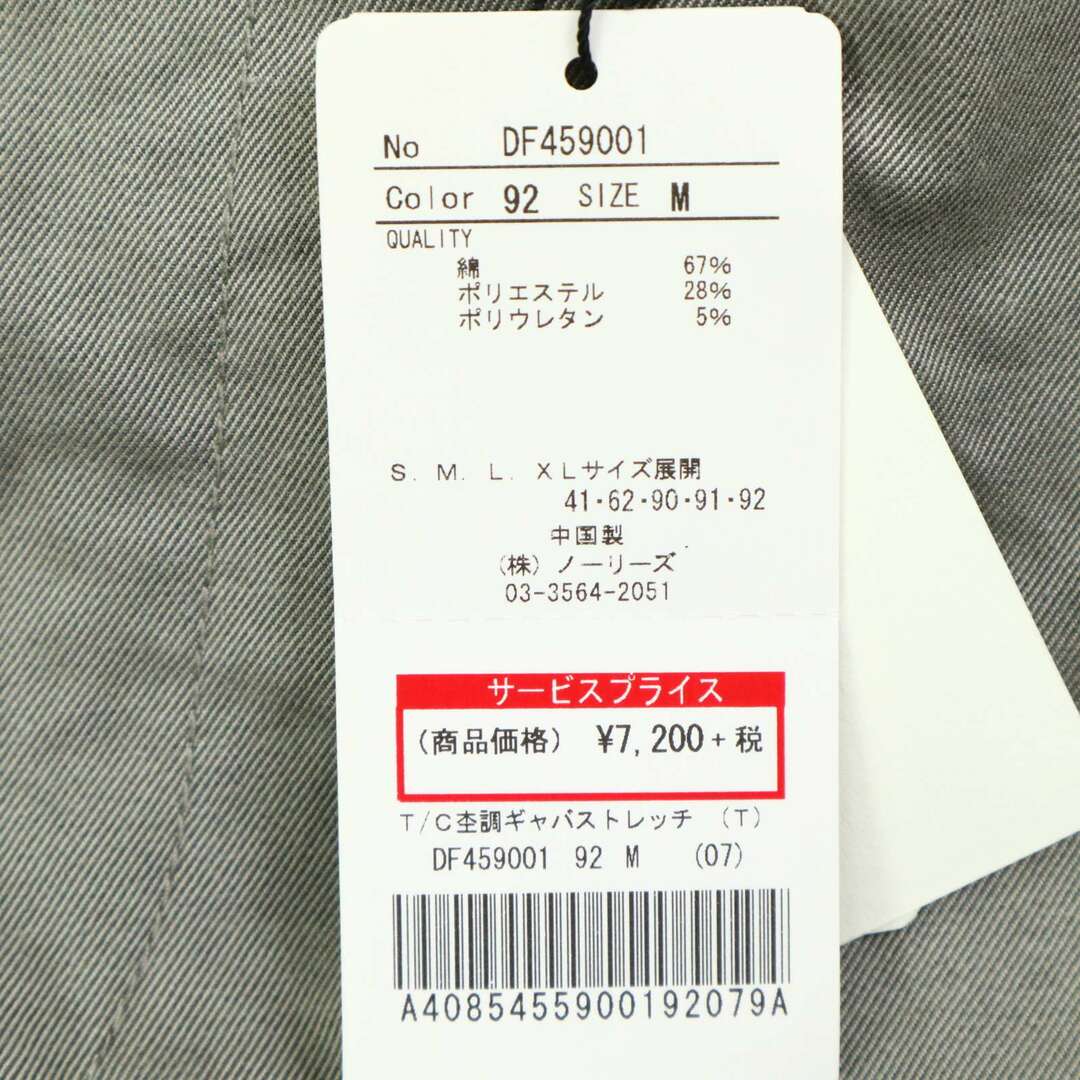 No DF459001
Color 92 SIZE M
QUALITY
綿 67%
ポリエステル 28%
ポリウレタン 5%
S. M. L. XLサイズ展開
41・62・90・91・92
中国製
(株) ノーリーズ
03-3564-2051
サービスプライス
(商品価格) ¥7,200+税
T/C杢調ギャバストレッチ (T)
DF459001 92 M (07)
A4085455900192079A